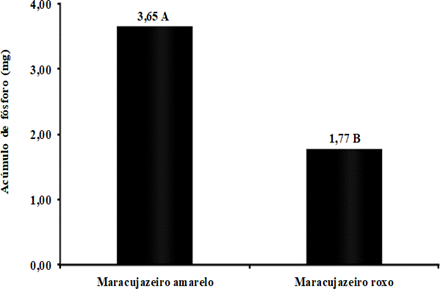 4,00
3,00
2,00
1,00
0,00
Acúmulo de fósforo (mg)
3,65 A
1,77 B
Maracujazeiro amarelo
Maracujazeiro roxo